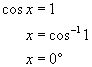 cos x = 1
x = cos⁻¹ 1
x = 0°